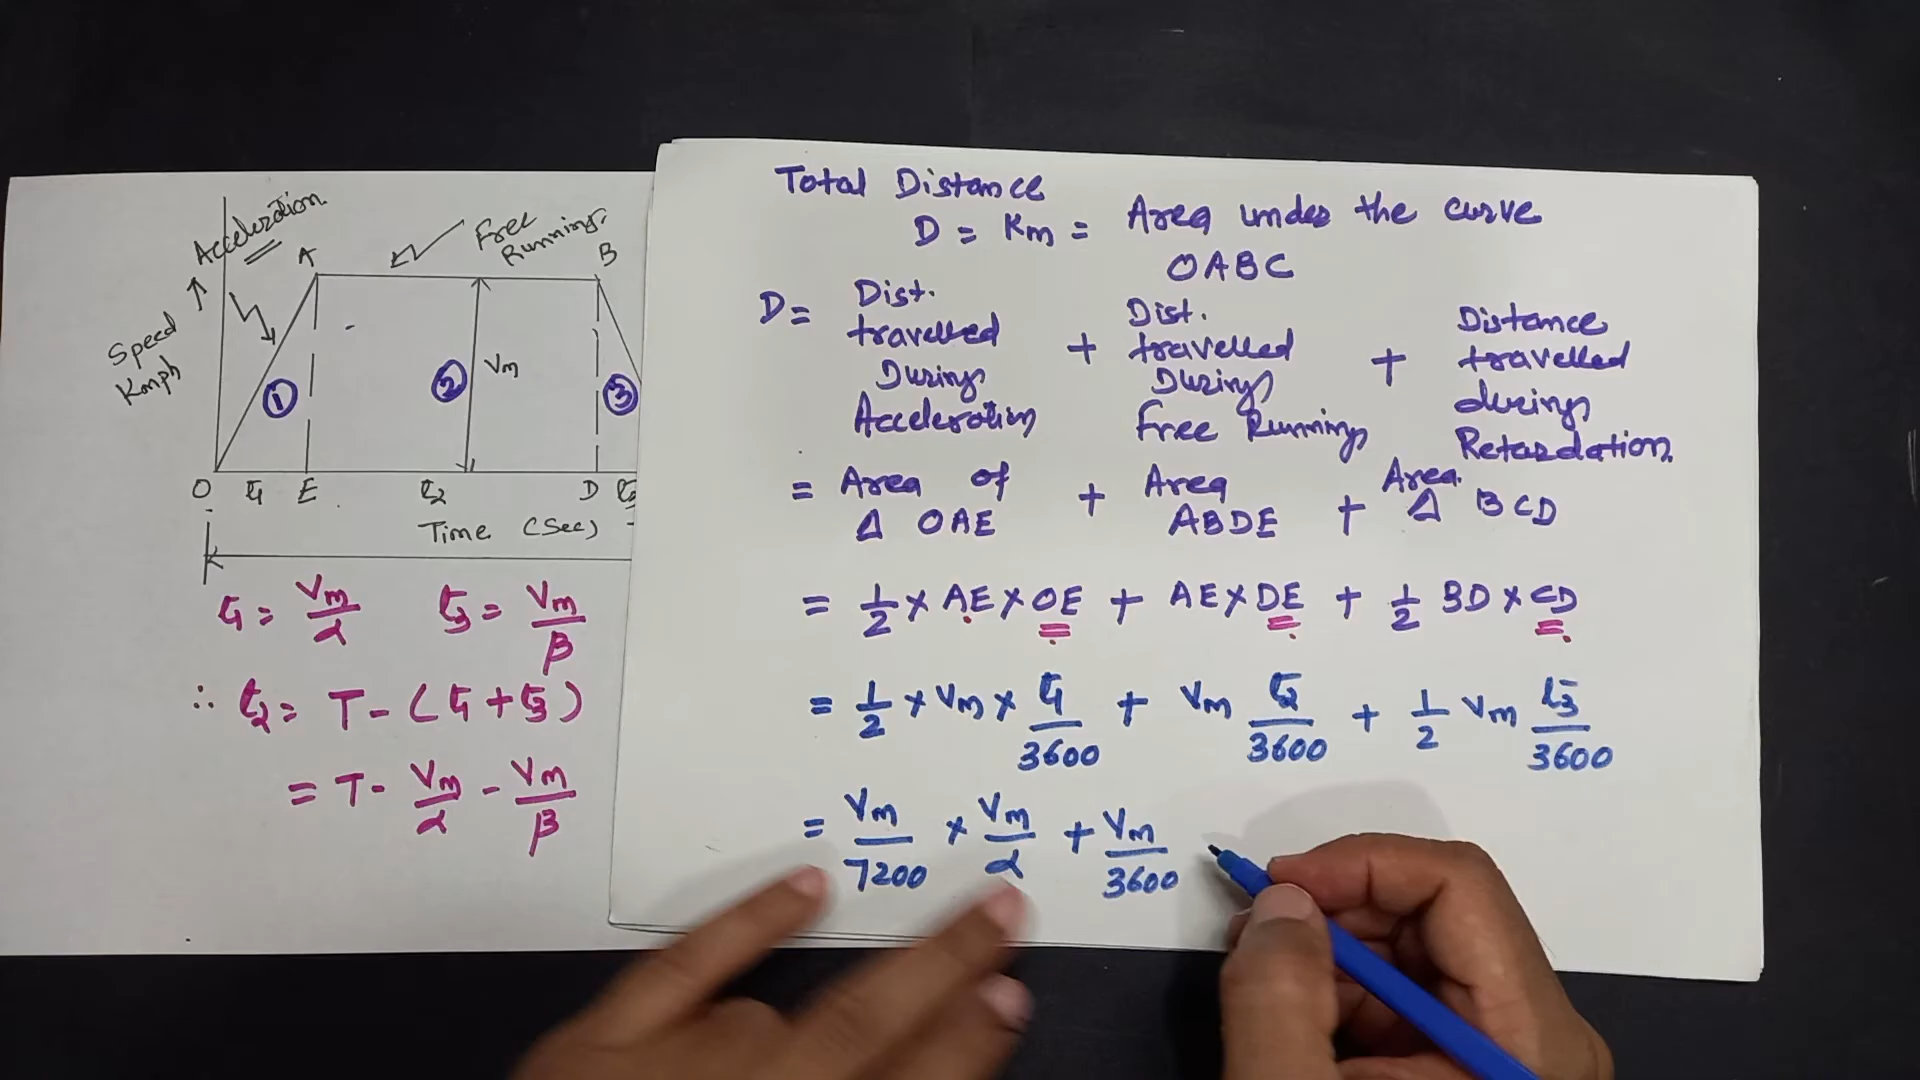 Acceleration
Free
Running.
A
B
Speed
Kmph
1
2
Vm
3
O t1 E t2 D t3
Time (Sec)
t1 = Vm/α t3 = Vm/β
∴ t2 = T - (t1 + t3)
= T - Vm/α - Vm/β
Total Distance
D = Km = Area under the curve
OABC
D = Dist. travelled During Acceleration + Dist. travelled During Free Running + Distance travelled during Retardation.
= Area of Δ OAE + Area ABDE + Area Δ BCD
= 1/2 × AE × OE + AE × DE + 1/2 BD × CD
= 1/2 × Vm × t1/3600 + Vm t2/3600 + 1/2 Vm t3/3600
= Vm/7200 × Vm/α + Vm/3600